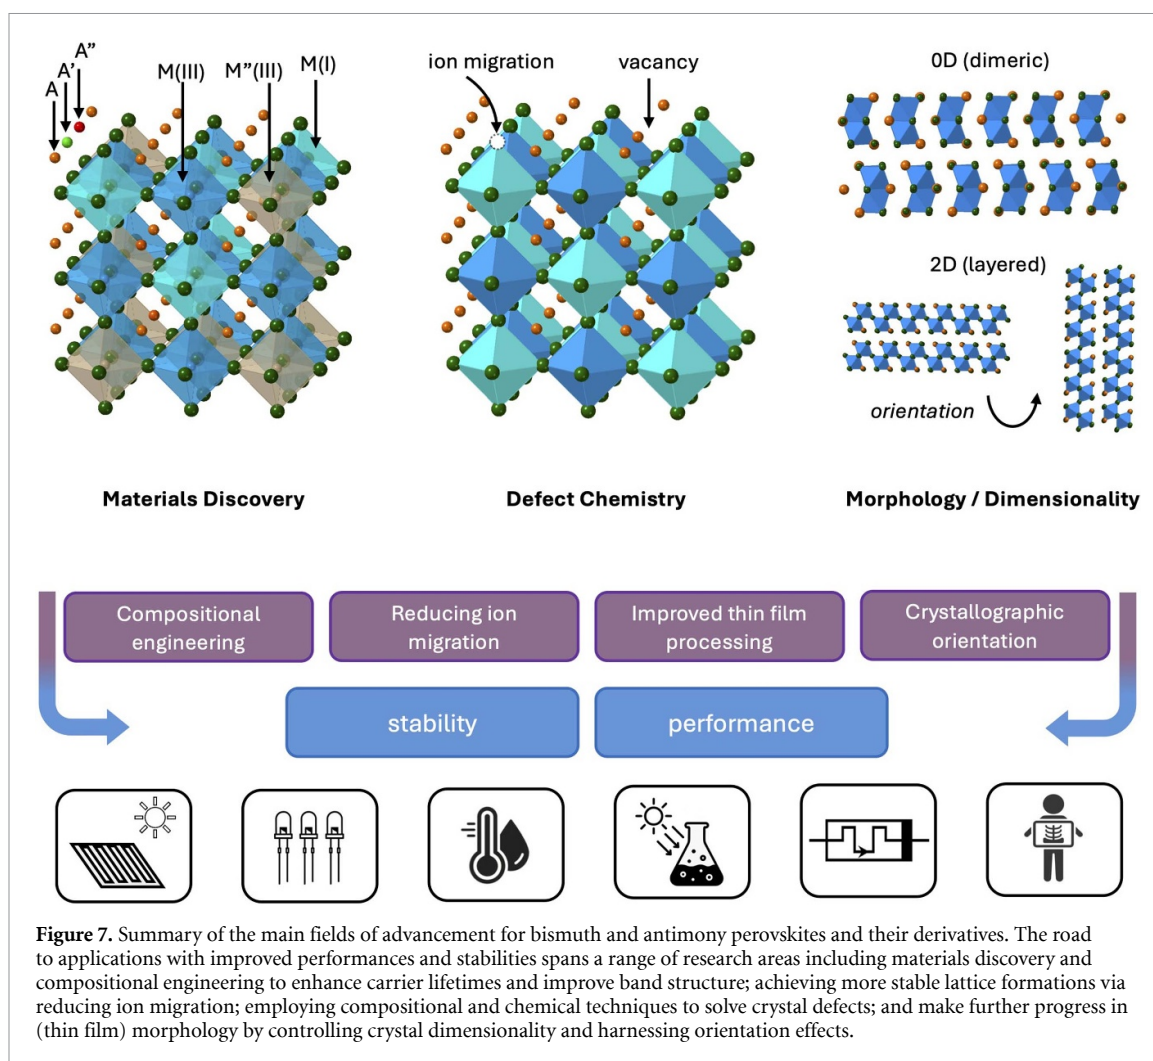 A
A’
A”
M(III)
M”(III)
M(I)
ion migration
vacancy
0D (dimeric)
2D (layered)
orientation
Materials Discovery
Defect Chemistry
Morphology / Dimensionality
Compositional
engineering
Reducing ion
migration
Improved thin film
processing
Crystallographic
orientation
stability
performance
Figure 7. Summary of the main fields of advancement for bismuth and antimony perovskites and their derivatives. The road
to applications with improved performances and stabilities spans a range of research areas including materials discovery and
compositional engineering to enhance carrier lifetimes and improve band structure; achieving more stable lattice formations via
reducing ion migration; employing compositional and chemical techniques to solve crystal defects; and make further progress in
(thin film) morphology by controlling crystal dimensionality and harnessing orientation effects.